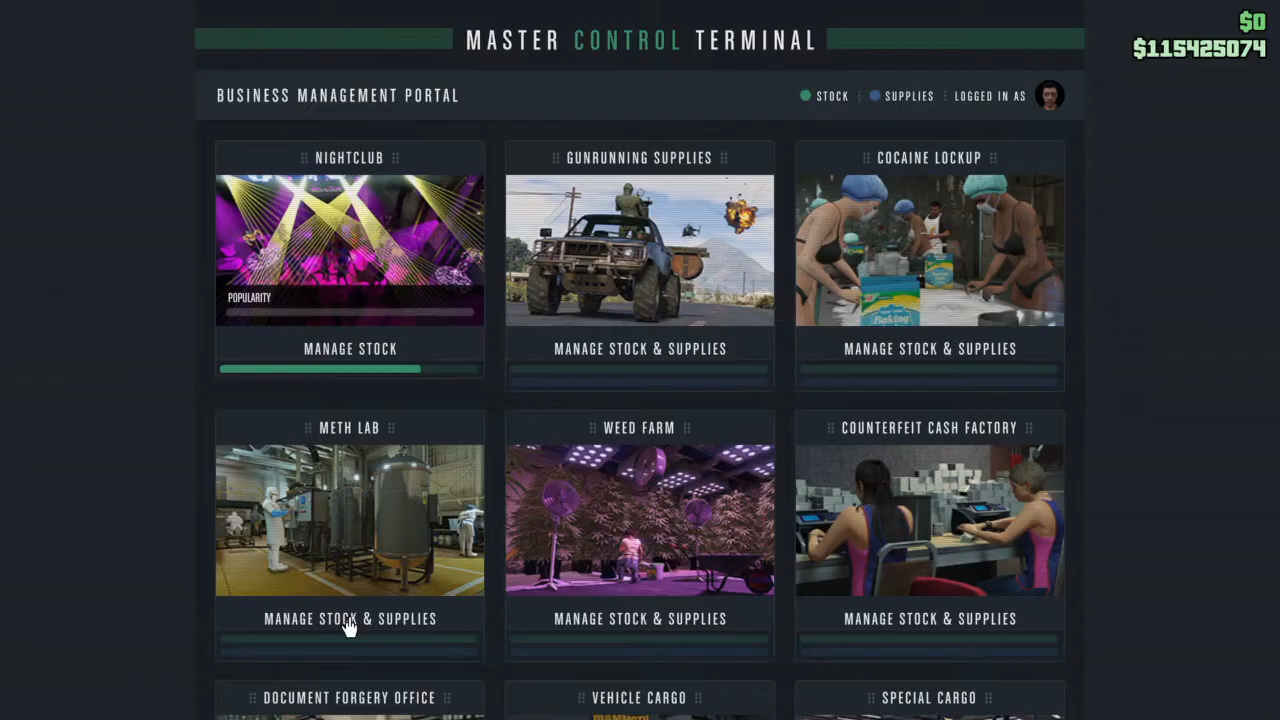 $0
$115425074
MASTER CONTROL TERMINAL
BUSINESS MANAGEMENT PORTAL
STOCK
SUPPLIES
LOGGED IN AS
NIGHTCLUB
GUNRUNNING SUPPLIES
COCAINE LOCKUP
POPULARITY
Baking
MANAGE STOCK
MANAGE STOCK & SUPPLIES
MANAGE STOCK & SUPPLIES
METH LAB
WEED FARM
COUNTERFEIT CASH FACTORY
MANAGE STOCK & SUPPLIES
MANAGE STOCK & SUPPLIES
MANAGE STOCK & SUPPLIES
DOCUMENT FORGERY OFFICE
VEHICLE CARGO
SPECIAL CARGO